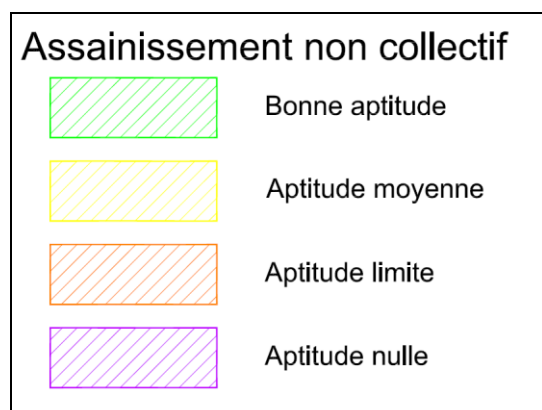 Assainissement non collectif
Bonne aptitude
Aptitude moyenne
Aptitude limite
Aptitude nulle